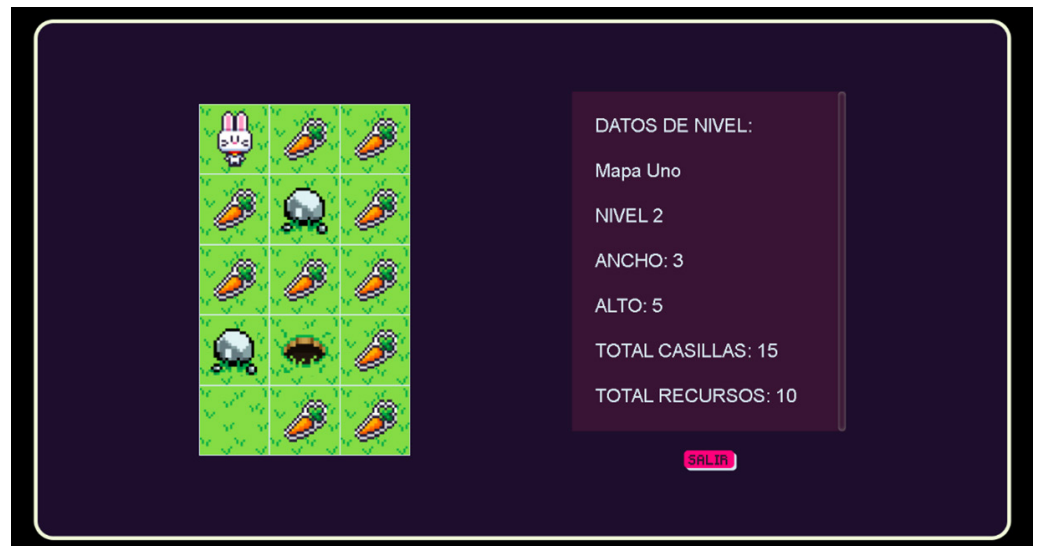 DATOS DE NIVEL:
Mapa Uno
NIVEL 2
ANCHO: 3
ALTO: 5
TOTAL CASILLAS: 15
TOTAL RECURSOS: 10
SALIR